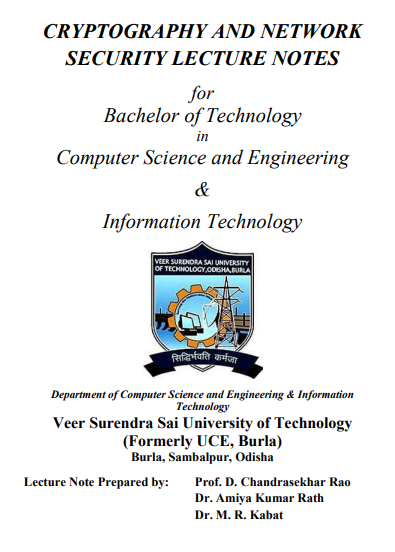 CRYPTOGRAPHY AND NETWORK
SECURITY LECTURE NOTES
for
Bachelor of Technology
in
Computer Science and Engineering
&
Information Technology
VEER SURENDRA SAI UNIVERSITY
OF TECHNOLOGY,ODISHA,BURLA
सिद्धिर्भवति कर्मजा
Department of Computer Science and Engineering & Information
Technology
Veer Surendra Sai University of Technology
(Formerly UCE, Burla)
Burla, Sambalpur, Odisha
Lecture Note Prepared by: Prof. D. Chandrasekhar Rao
Dr. Amiya Kumar Rath
Dr. M. R. Kabat